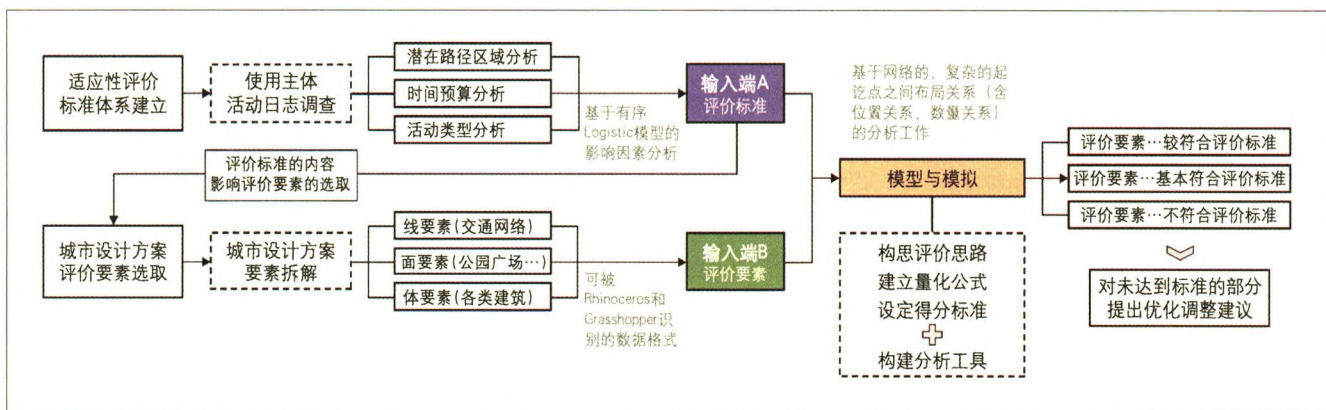 适应性评价
标准体系建立
使用主体
活动日志调查
潜在路径区域分析
时间预算分析
活动类型分析
基于有序
Logistic模型的
影响因素分析
输入端A
评价标准
评价标准的内容
影响评价要素的选取
城市设计方案
评价要素选取
城市设计方案
要素拆解
线要素(交通网络)
面要素(公园广场…)
体要素(各类建筑)
可被
Rhinoceros和
Grasshopper识
别的数据格式
输入端B
评价要素
基于网络的、复杂的起
讫点之间布局关系(含
位置关系、数量关系)
的分析工作
模型与模拟
构思评价思路
建立量化公式
设定得分标准
构建分析工具
评价要素…较符合评价标准
评价要素…基本符合评价标准
评价要素…不符合评价标准
对未达到标准的部分
提出优化调整建议